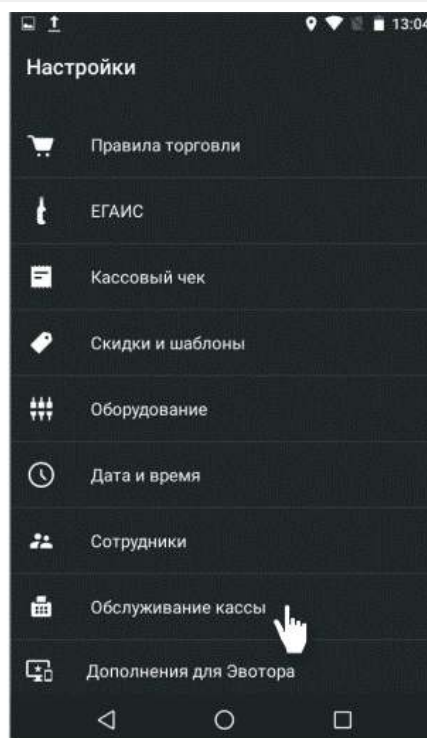 13:04
Настройки
Правила торговли
ЕГАИС
Кассовый чек
Скидки и шаблоны
Оборудование
Дата и время
Сотрудники
Обслуживание кассы
Дополнения для Эвотора